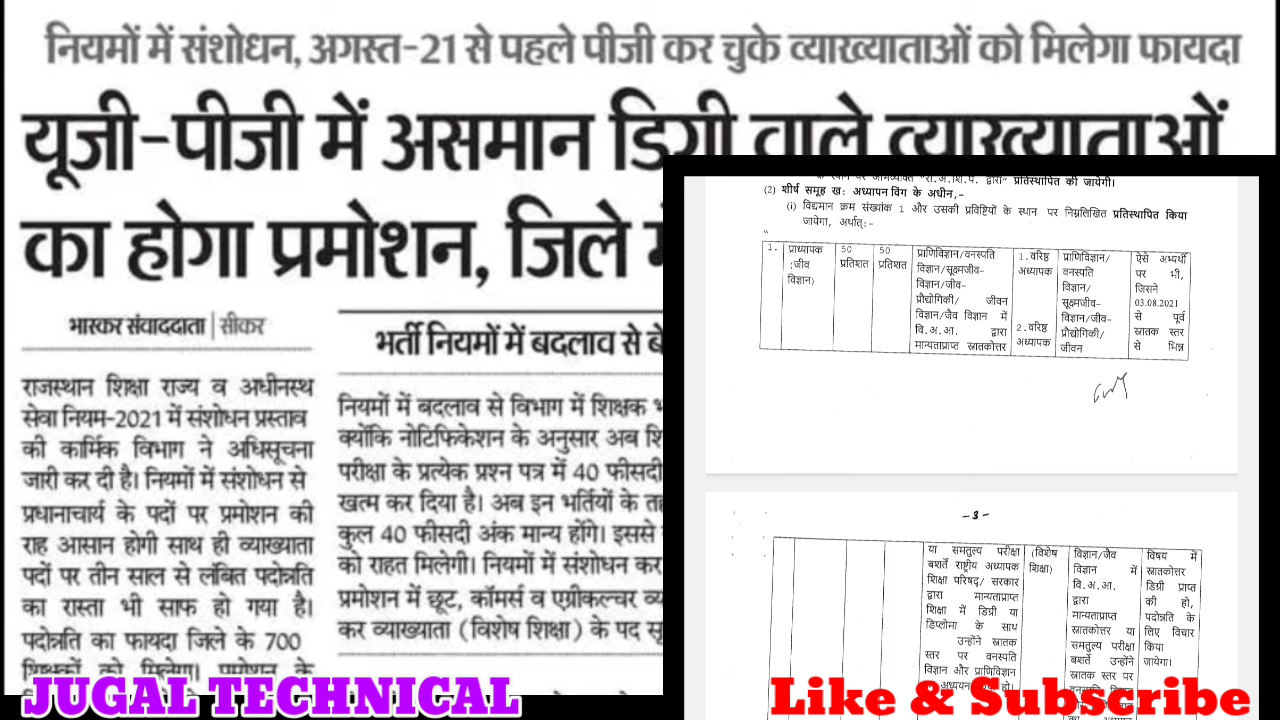 नियमों में संशोधन, अगस्त-21 से पहले पीजी कर चुके व्याख्याताओं को मिलेगा फायदा
यूजी-पीजी में असमान डिग्री वाले व्याख्याताओं
का होगा प्रमोशन, जिले में
भास्कर संवाददाता | सीकर
राजस्थान शिक्षा राज्य व अधीनस्थ
सेवा नियम-2021 में संशोधन प्रस्ताव
की कार्मिक विभाग ने अधिसूचना
जारी कर दी है। नियमों में संशोधन से
प्रधानाचार्य के पदों पर प्रमोशन की
राह आसान होगी साथ ही व्याख्याता
पदों पर तीन साल से लंबित पदोन्नति
का रास्ता भी साफ हो गया है।
पदोन्नति का फायदा जिले के 700
शिक्षकों को मिलेगा। प्रमोशन के
भर्ती नियमों में बदलाव से बे
नियमों में बदलाव से विभाग में शिक्षक भ
क्योंकि नोटिफिकेशन के अनुसार अब शि
परीक्षा के प्रत्येक प्रश्न पत्र में 40 फीसदी
खत्म कर दिया है। अब इन भर्तियों के तह
कुल 40 फीसदी अंक मान्य होंगे। इससे
को राहत मिलेगी। नियमों में संशोधन कर
प्रमोशन में छूट, कॉमर्स व एग्रीकल्चर व्य
कर व्याख्याता (विशेष शिक्षा) के पद सृ
के स्थान पर अभिव्यक्ति "रा.अ.शि.प. द्वारा" प्रतिस्थापित की जायेगी।
(2) शीर्ष समूह ख: अध्यापन विंग के अधीन,-
(i) विद्यमान क्रम संख्यांक 1 और उसकी प्रविष्टियों के स्थान पर निम्नलिखित प्रतिस्थापित किया
जायेगा, अर्थात्:-
"
1. प्राध्यापक
(जीव
विज्ञान)
50
प्रतिशत
50
प्रतिशत
प्राणिविज्ञान/वनस्पति
विज्ञान/सूक्ष्मजीव-
विज्ञान/जीव-
प्रौद्योगिकी/ जीवन
विज्ञान/जैव विज्ञान में
वि.अ.आ. द्वारा
मान्यताप्राप्त स्नातकोत्तर
1.वरिष्ठ
अध्यापक
2.वरिष्ठ
अध्यापक
प्राणिविज्ञान/
वनस्पति
विज्ञान/
सूक्ष्मजीव-
विज्ञान/जीव-
प्रौद्योगिकी/
जीवन
ऐसे अभ्यर्थी
पर भी,
जिसने
03.08.2021
से पूर्व
स्नातक स्तर
से भिन्न
-3-
या समतुल्य परीक्षा
बशर्ते राष्ट्रीय अध्यापक
शिक्षा परिषद्/ सरकार
द्वारा मान्यताप्राप्त
शिक्षा में डिग्री या
डिप्लोमा के साथ
उन्होंने स्नातक
स्तर पर वनस्पति
विज्ञान और प्राणिविज्ञान
(विशेष
शिक्षा)
विज्ञान/जैव
विज्ञान में
वि.अ.आ.
द्वारा
मान्यताप्राप्त
स्नातकोत्तर या
समतुल्य परीक्षा
बशर्ते उन्होंने
स्नातक स्तर पर
विषय में
स्नातकोत्तर
डिग्री प्राप्त
की हो,
पदोन्नति के
लिए विचार
किया
जायेगा।
JUGAL TECHNICAL
Like & Subscribe